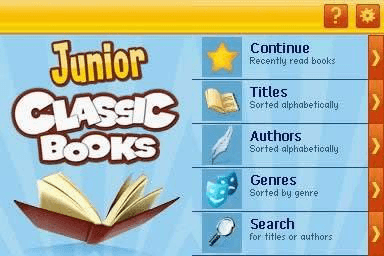 ?
Junior
CLASSIC
BOOKS
Continue
Recently read books
Titles
Sorted alphabetically
Authors
Sorted alphabetically
Genres
Sorted by genre
Search
for titles or authors